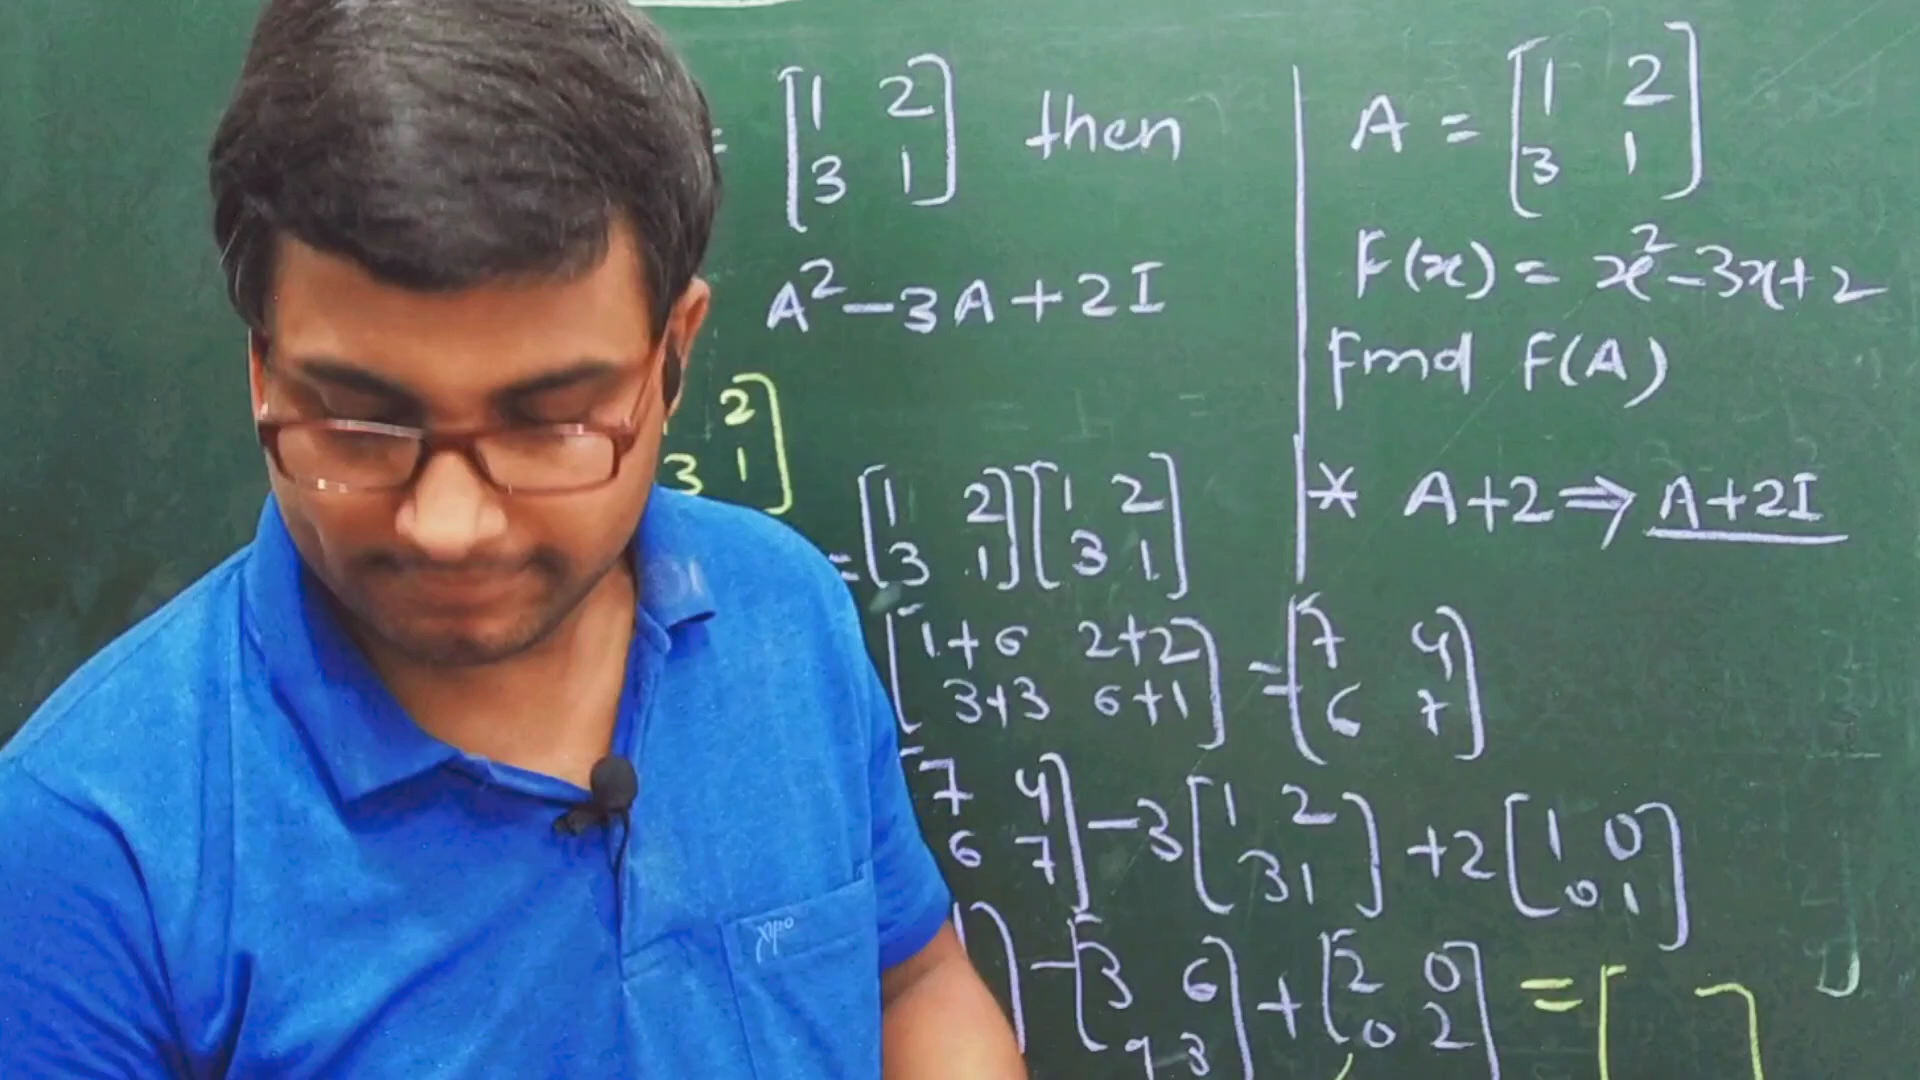 = [1 2
3 1] then
A² - 3A + 2I
2
3 1]
= [1 2
3 1] [1 2
3 1]
[1+6 2+2
3+3 6+1] = [7 4
6 7]
7 4
6 7] - 3 [1 2
3 1] + 2 [1 0
0 1]
] - [3 6
9 3] + [2 0
0 2] = [ ]
A = [1 2
3 1]
F(x) = x² - 3x + 2
Find F(A)
* A+2 ⇒ A+2I